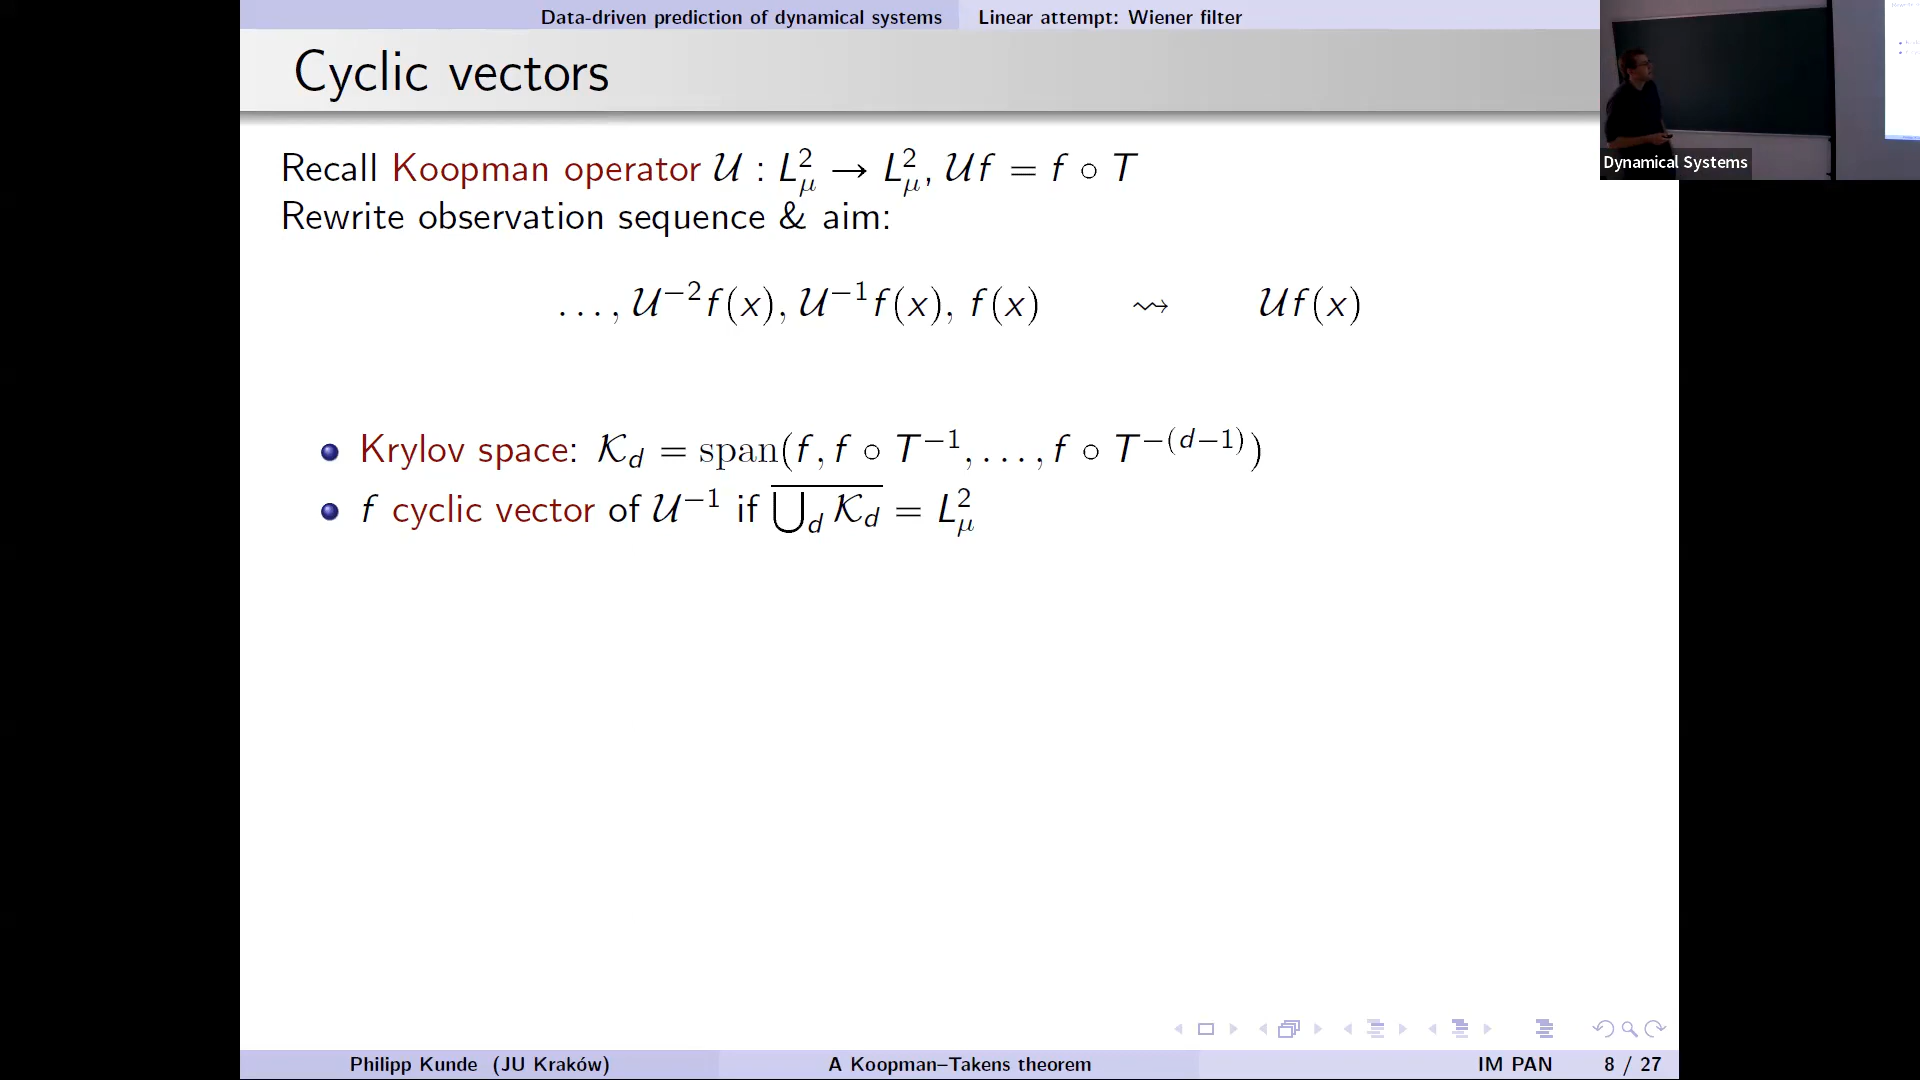 Data-driven prediction of dynamical systems Linear attempt: Wiener filter
Cyclic vectors
Dynamical Systems
Recall Koopman operator 𝒰 : L²_μ → L²_μ, 𝒰f = f ∘ T
Rewrite observation sequence & aim:
…, 𝒰⁻²f(x), 𝒰⁻¹f(x), f(x) ⇝ 𝒰f(x)
• Krylov space: 𝒦_d = span(f, f ∘ T⁻¹, …, f ∘ T^{−(d−1)})
• f cyclic vector of 𝒰⁻¹ if \overline{⋃_d 𝒦_d} = L²_μ
Philipp Kunde (JU Kraków) A Koopman–Takens theorem IM PAN 8 / 27